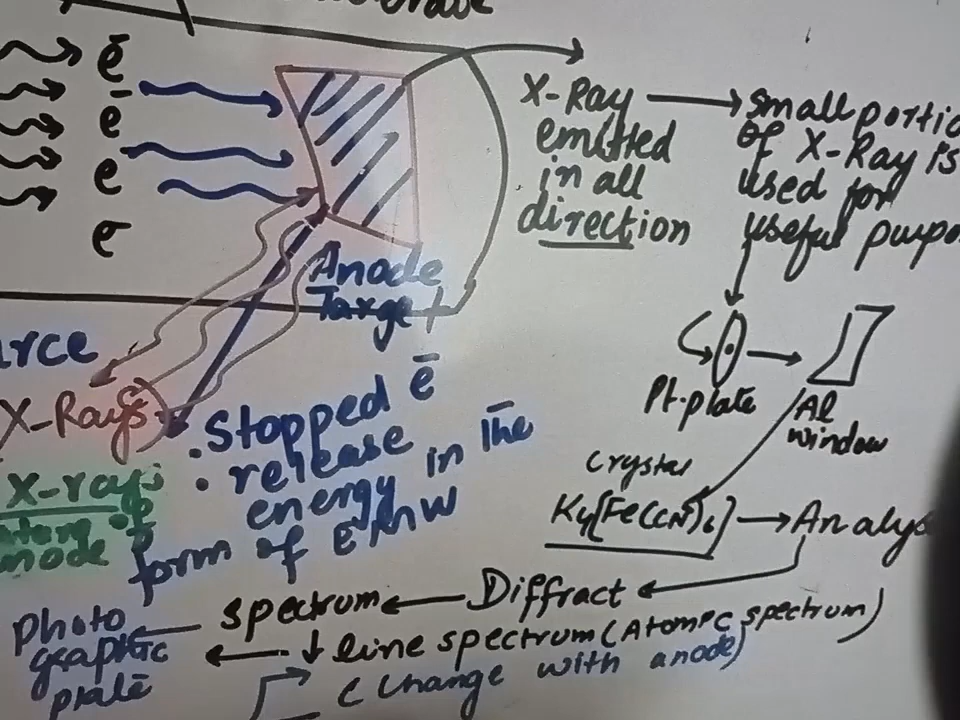 ē
ē
e
e
X-Ray
emitted
in all
direction
small portio
of X-Ray is
used for
useful purpo
Anode
Target
Pt.plate
Al
window
urce
X-Rays
. Stopped ē
. release
energy in The
form of EMW
X-rays
anode
Crystal
K4[Fe(CN)6]
Analys
Diffract
spectrum
photo
graphic
plate
line spectrum (Atomic spectrum)
(Change with anode)